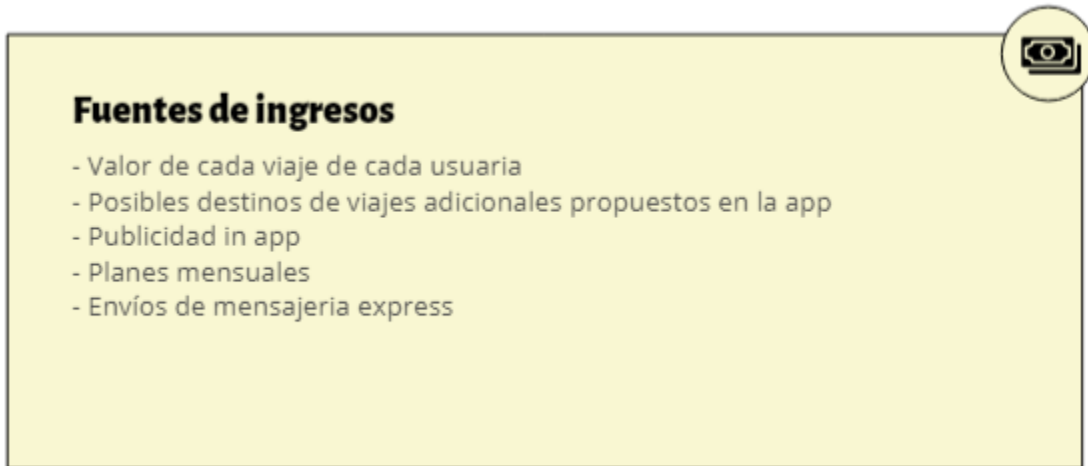 Fuentes de ingresos
- Valor de cada viaje de cada usuaria
- Posibles destinos de viajes adicionales propuestos en la app
- Publicidad in app
- Planes mensuales
- Envíos de mensajeria express